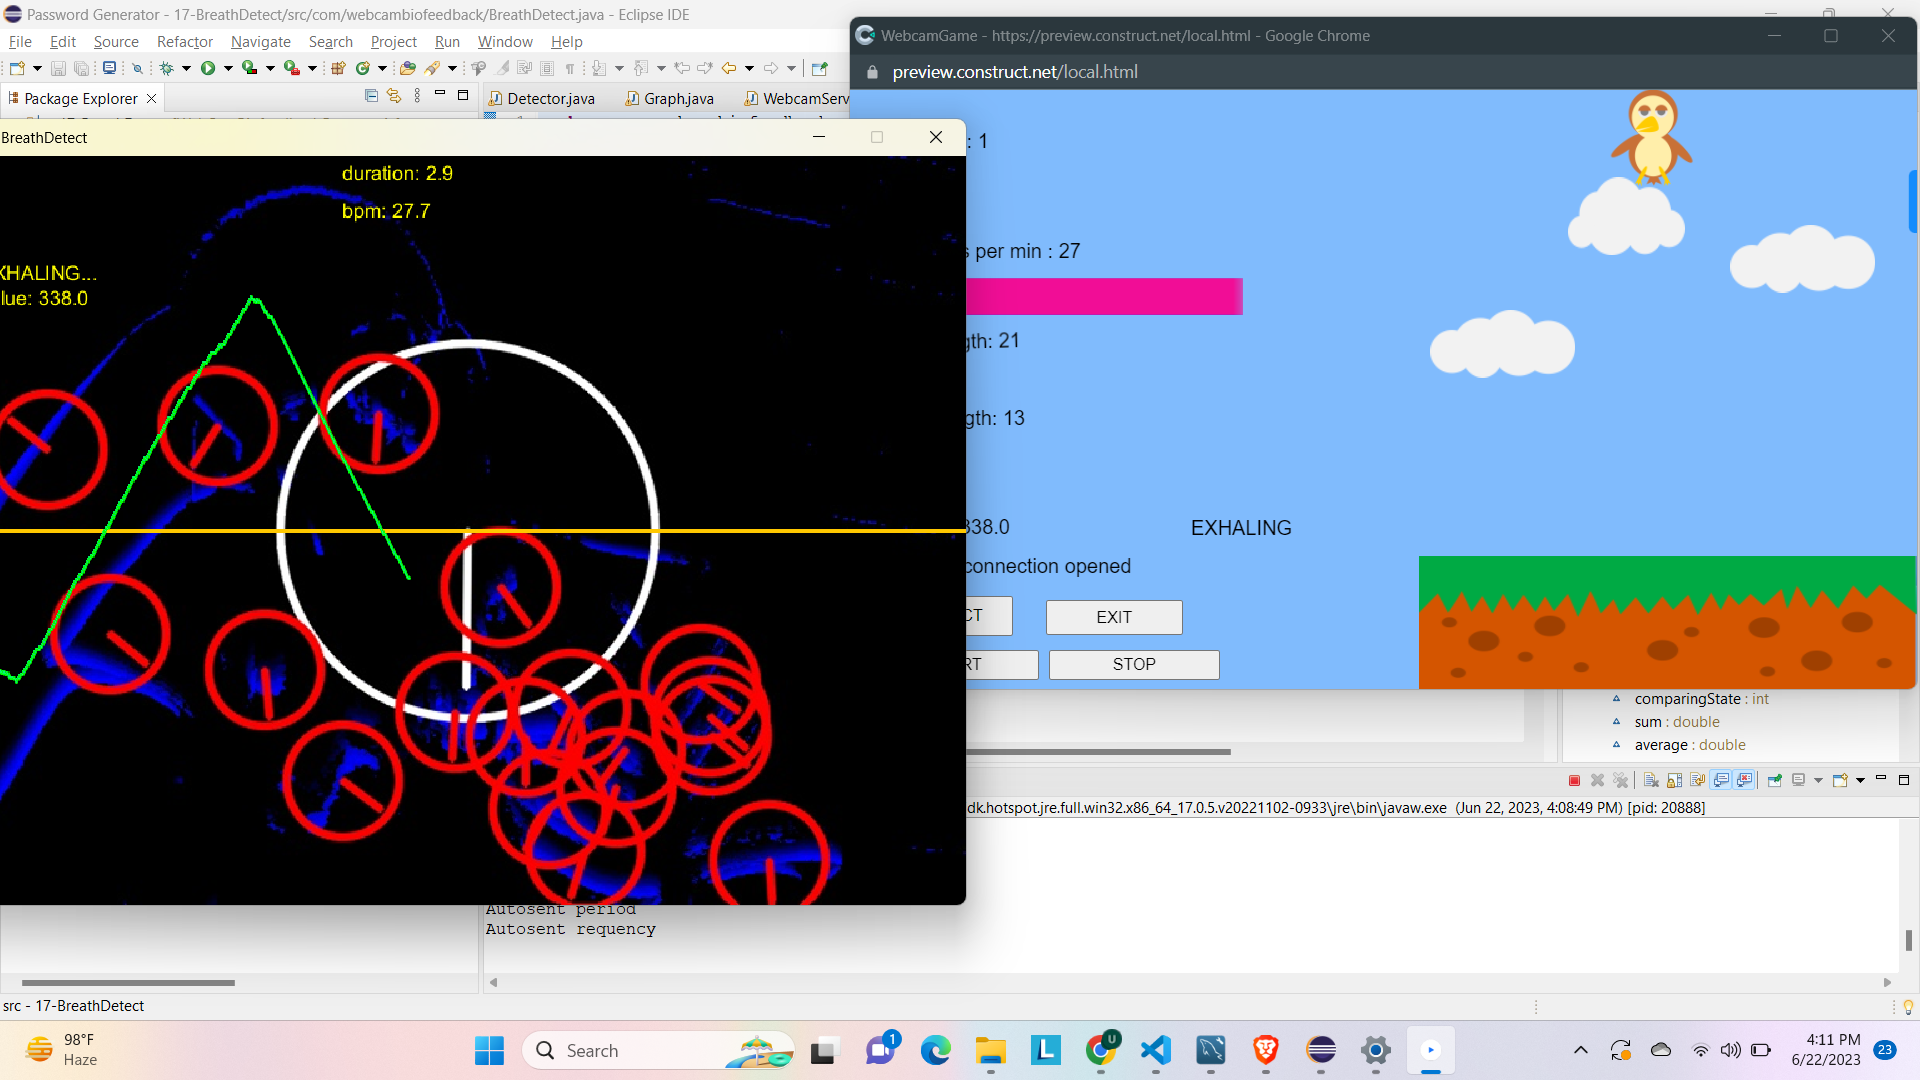 Password Generator - 17-BreathDetect/src/com/webcambiofeedback/BreathDetect.java - Eclipse IDE
File Edit Source Refactor Navigate Search Project Run Window Help
Package Explorer
Detector.java Graph.java WebcamServ
WebcamGame - https://preview.construct.net/local.html - Google Chrome
preview.construct.net/local.html
BreathDetect
duration: 2.9
bpm: 27.7
XHALING...
lue: 338.0
: 1
s per min : 27
gth: 21
gth: 13
338.0 EXHALING
connection opened
CT EXIT
RT STOP
comparingState : int
sum : double
average : double
dk.hotspot.jre.full.win32.x86_64_17.0.5.v20221102-0933\jre\bin\javaw.exe (Jun 22, 2023, 4:08:49 PM) [pid: 20888]
Autosent period
Autosent requency
src - 17-BreathDetect
98°F
Haze
Search
1
U
L
4:11 PM
6/22/2023
23